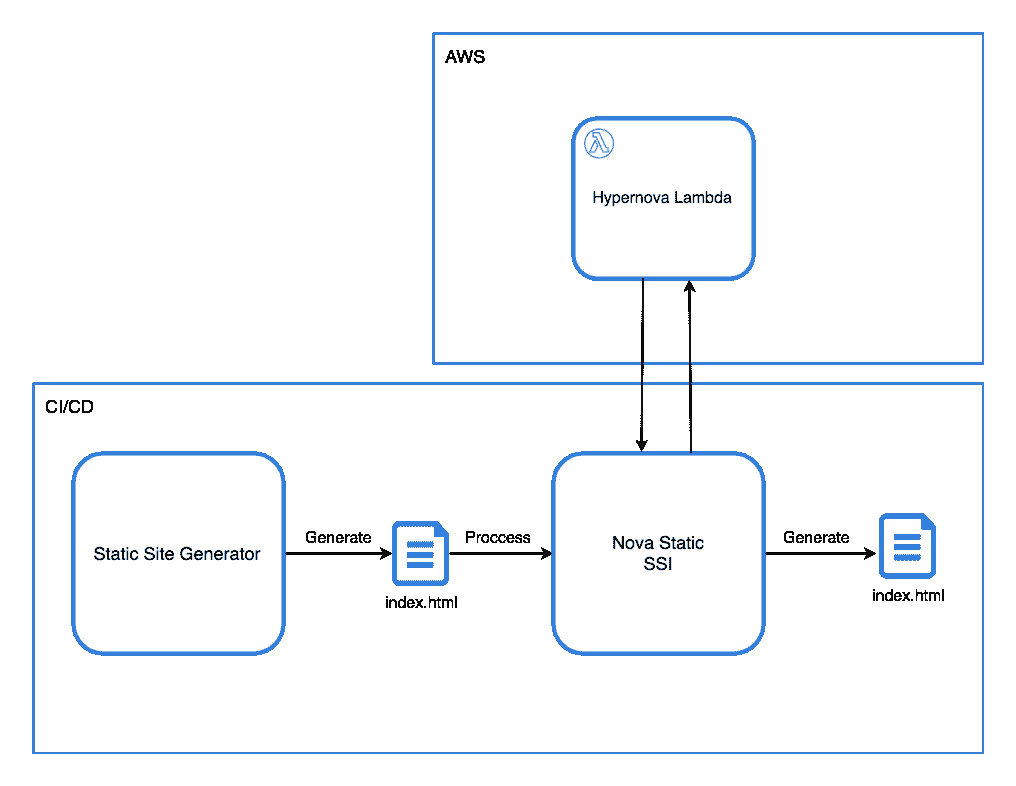 AWS
Hypernova Lambda
CI/CD
Static Site Generator
Generate
index.html
Proccess
Nova Static
SSI
Generate
index.html